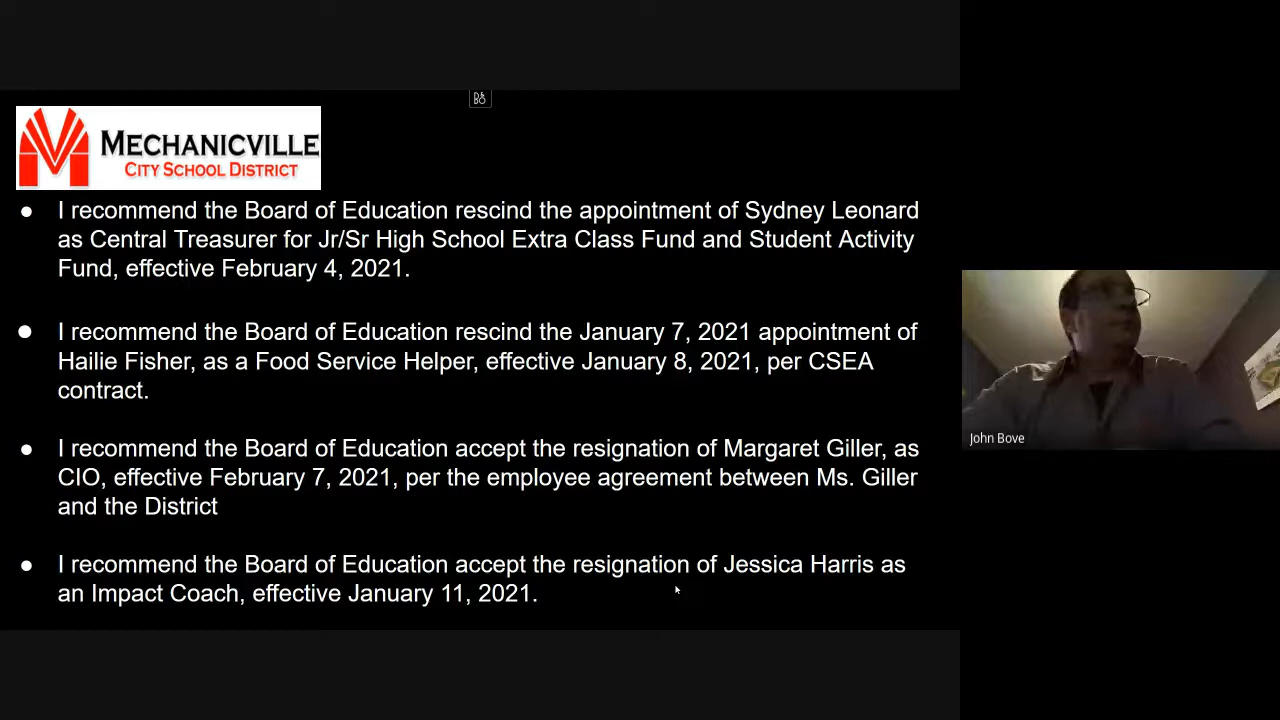 D&
BO
MECHANICVILLE
CITY SCHOOL DISTRICT
● I recommend the Board of Education rescind the appointment of Sydney Leonard
as Central Treasurer for Jr/Sr High School Extra Class Fund and Student Activity
Fund, effective February 4, 2021.
● I recommend the Board of Education rescind the January 7, 2021 appointment of
Hailie Fisher, as a Food Service Helper, effective January 8, 2021, per CSEA
contract.
● I recommend the Board of Education accept the resignation of Margaret Giller, as
CIO, effective February 7, 2021, per the employee agreement between Ms. Giller
and the District
● I recommend the Board of Education accept the resignation of Jessica Harris as
an Impact Coach, effective January 11, 2021.
John Bove